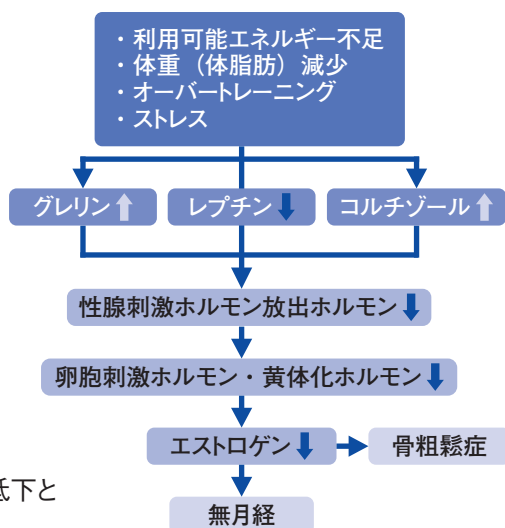 ・利用可能エネルギー不足
・体重（体脂肪）減少
・オーバートレーニング
・ストレス
グレリン レプチン コルチゾール
性腺刺激ホルモン放出ホルモン
卵胞刺激ホルモン・黄体化ホルモン
エストロゲン 骨粗鬆症
低下と
無月経